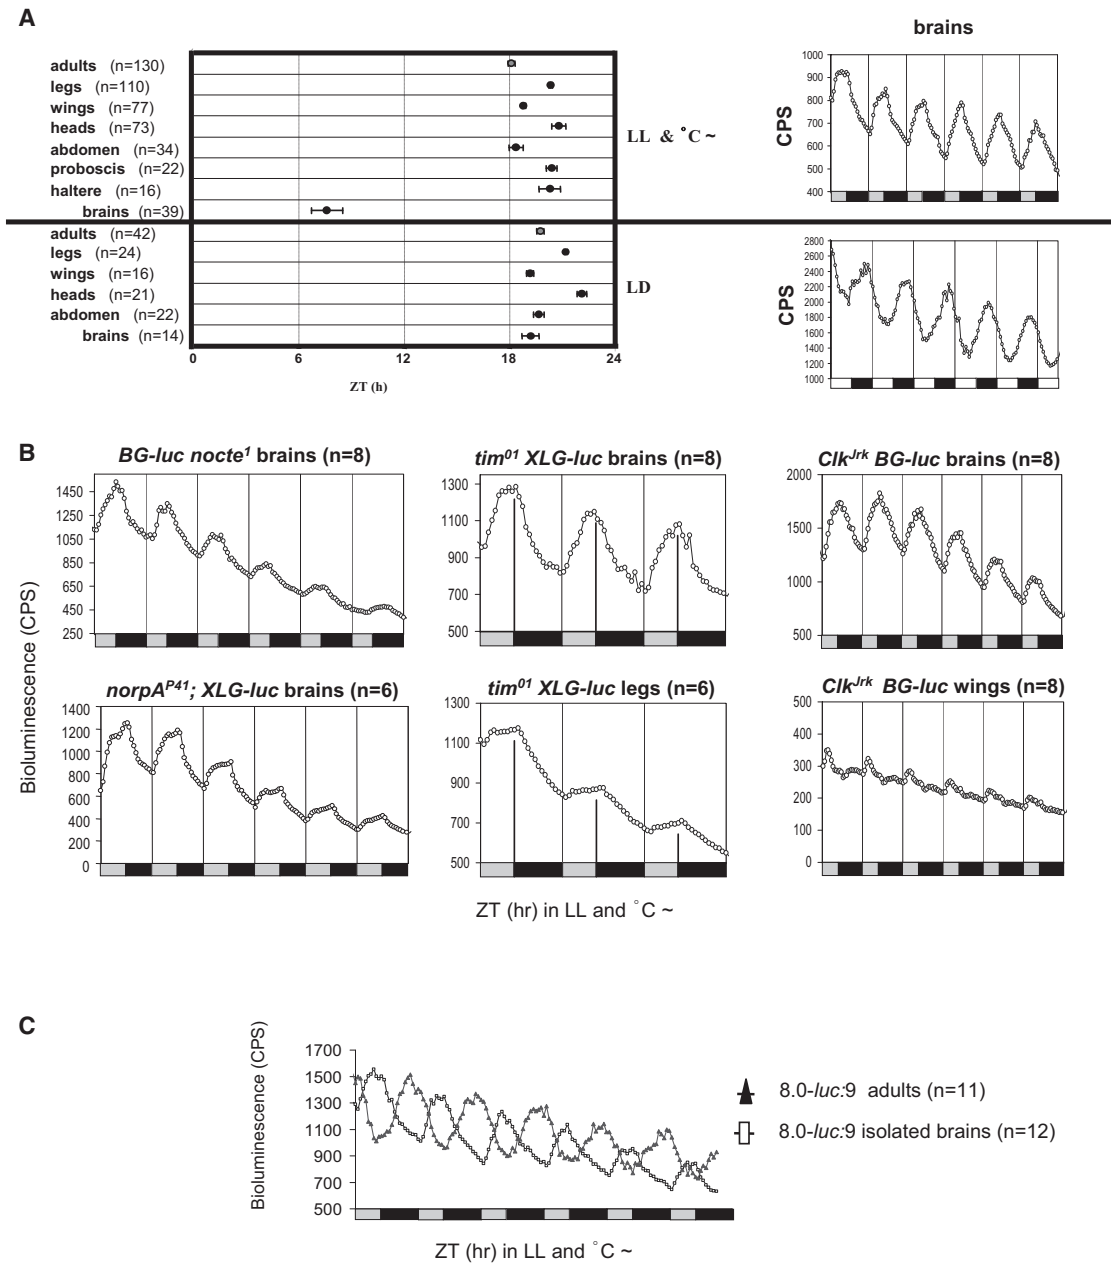 A
brains
adults (n=130)
legs (n=110)
wings (n=77)
heads (n=73)
abdomen (n=34)
proboscis (n=22)
haltere (n=16)
brains (n=39)
LL & °C ~
adults (n=42)
legs (n=24)
wings (n=16)
heads (n=21)
abdomen (n=22)
brains (n=14)
LD
0 6 12 18 24
ZT (h)
CPS
1000
900
800
700
600
500
400
CPS
2800
2600
2400
2200
2000
1800
1600
1400
1200
1000
B
Bioluminescence (CPS)
BG-luc nocte¹ brains (n=8)
1450
1250
1050
850
650
450
250
tim⁰¹ XLG-luc brains (n=8)
1300
1100
900
700
500
Clkᴶʳᵏ BG-luc brains (n=8)
2000
1500
1000
500
norpAᴾ⁴¹; XLG-luc brains (n=6)
1400
1200
1000
800
600
400
200
0
tim⁰¹ XLG-luc legs (n=6)
1300
1100
900
700
500
Clkᴶʳᵏ BG-luc wings (n=8)
500
400
300
200
100
0
ZT (hr) in LL and °C ~
C
Bioluminescence (CPS)
1700
1500
1300
1100
900
700
500
8.0-luc:9 adults (n=11)
8.0-luc:9 isolated brains (n=12)
ZT (hr) in LL and °C ~